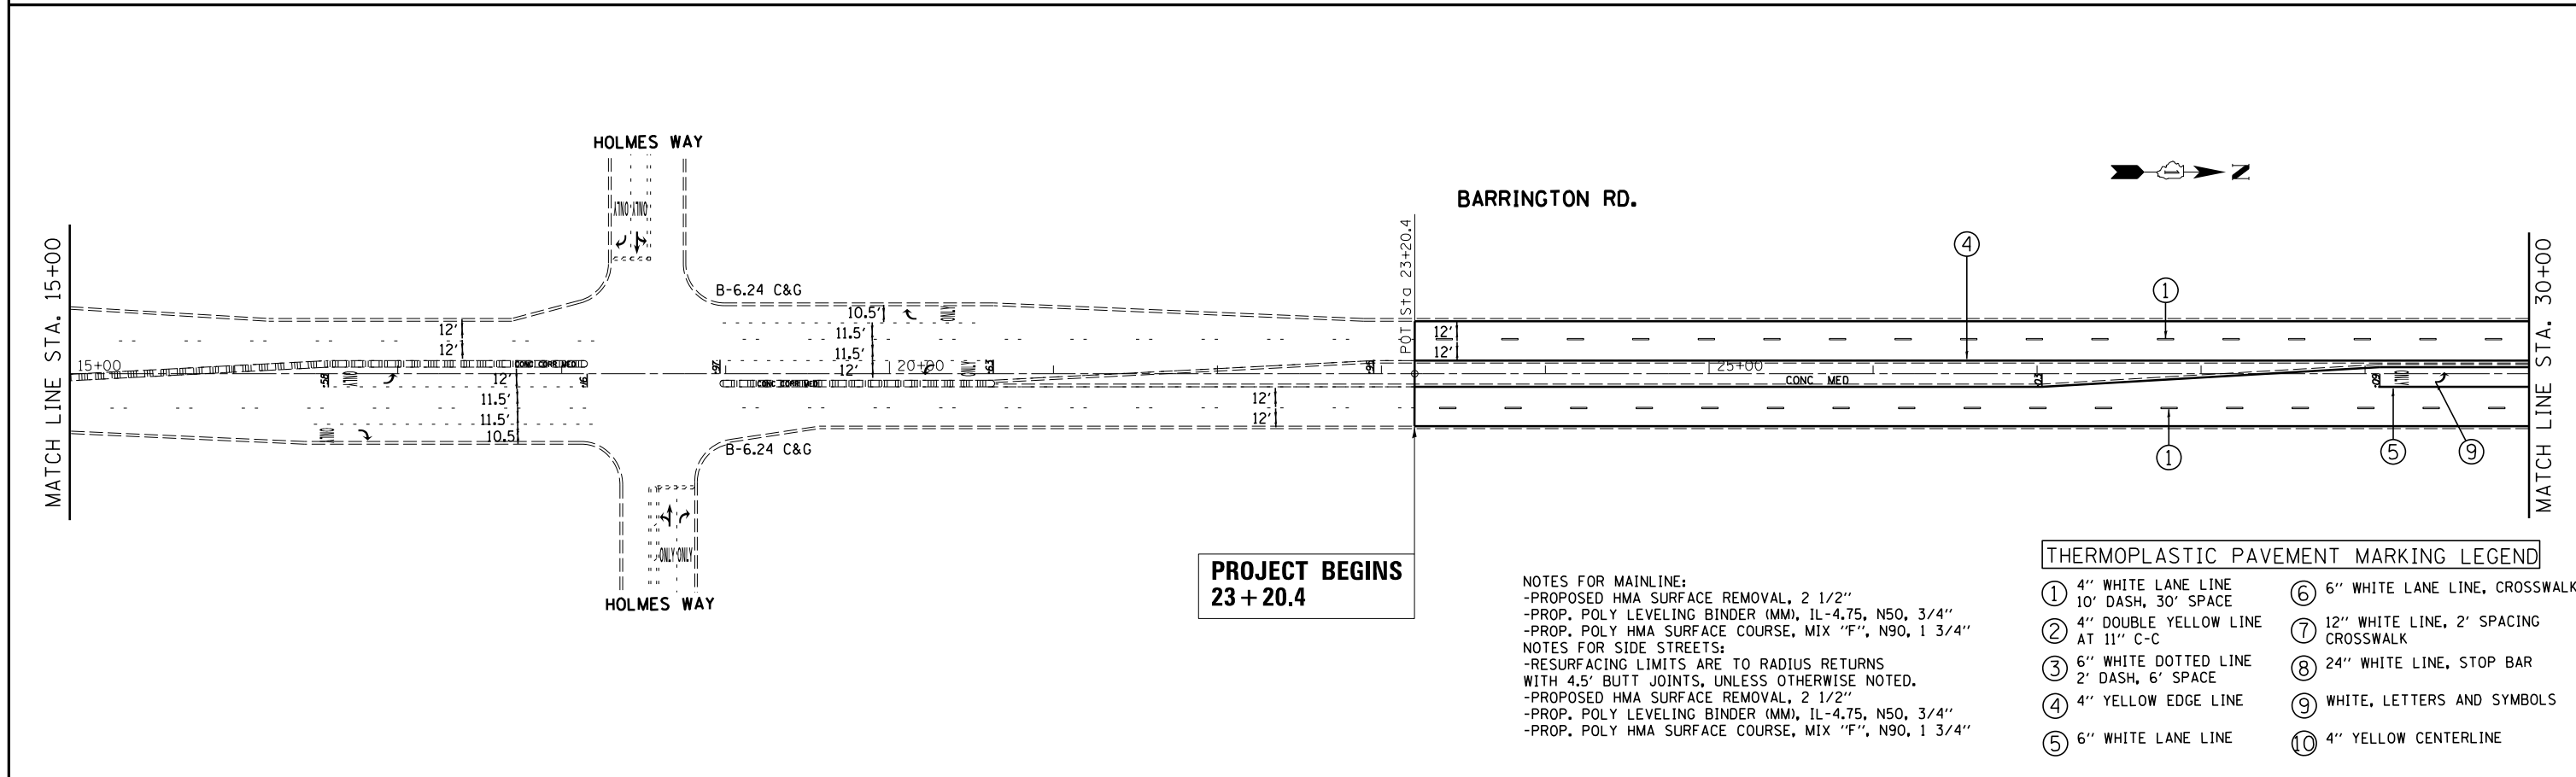 HOLMES WAY
BARRINGTON RD.
N
ONLY ONLY
MATCH LINE STA. 15+00
POT Sta 23+20.4
MATCH LINE STA. 30+00
B-6.24 C&G
10.5'
ONLY
12'
11.5'
12'
12'
11.5'
12'
15+00
CONC CORR MED
12'
20+00
ONLY
25+00
ONLY
12'
CONC CORR MED
CONC MED
ONLY
11.5'
12'
11.5'
12'
ONLY
10.5
B-6.24 C&G
ONLY ONLY
HOLMES WAY
1
4
1
5
9
PROJECT BEGINS
23+20.4
NOTES FOR MAINLINE:
-PROPOSED HMA SURFACE REMOVAL, 2 1/2"
-PROP. POLY LEVELING BINDER (MM), IL-4.75, N50, 3/4"
-PROP. POLY HMA SURFACE COURSE, MIX "F", N90, 1 3/4"
NOTES FOR SIDE STREETS:
-RESURFACING LIMITS ARE TO RADIUS RETURNS
WITH 4.5' BUTT JOINTS, UNLESS OTHERWISE NOTED.
-PROPOSED HMA SURFACE REMOVAL, 2 1/2"
-PROP. POLY LEVELING BINDER (MM), IL-4.75, N50, 3/4"
-PROP. POLY HMA SURFACE COURSE, MIX "F", N90, 1 3/4"
THERMOPLASTIC PAVEMENT MARKING LEGEND
1 4" WHITE LANE LINE
10' DASH, 30' SPACE
2 4" DOUBLE YELLOW LINE
AT 11" C-C
3 6" WHITE DOTTED LINE
2' DASH, 6' SPACE
4 4" YELLOW EDGE LINE
5 6" WHITE LANE LINE
6 6" WHITE LANE LINE, CROSSWALK
7 12" WHITE LINE, 2' SPACING
CROSSWALK
8 24" WHITE LINE, STOP BAR
9 WHITE, LETTERS AND SYMBOLS
10 4" YELLOW CENTERLINE